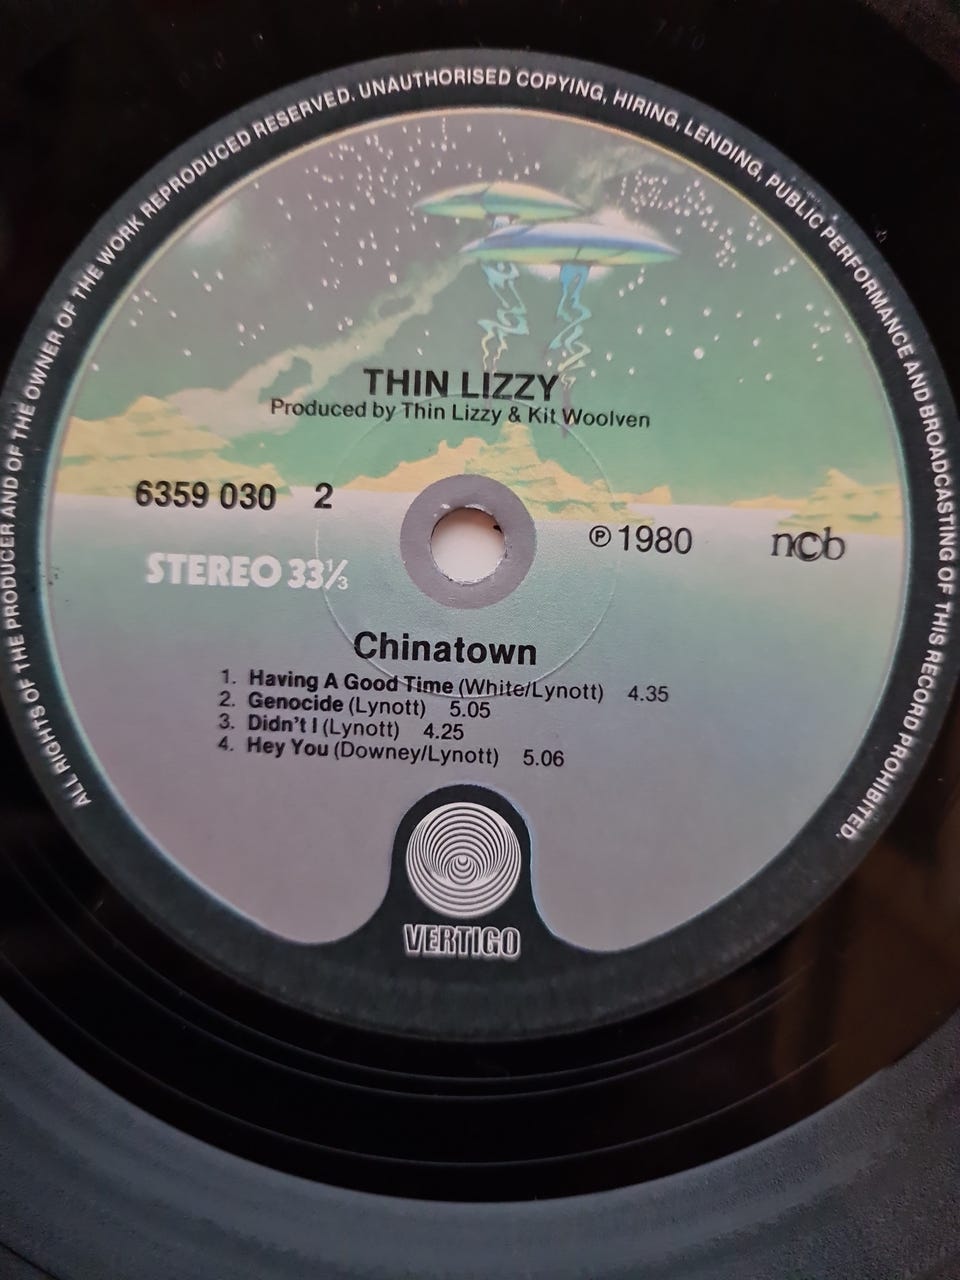 ALL RIGHTS OF THE PRODUCER AND OF THE OWNER OF THE WORK REPRODUCED RESERVED. UNAUTHORISED COPYING, HIRING, LENDING, PUBLIC PERFORMANCE AND BROADCASTING OF THIS RECORD PROHIBITED.
THIN LIZZY
Produced by Thin Lizzy & Kit Woolven
6359 030 2
℗ 1980 ncb
STEREO 33⅓
Chinatown
1. Having A Good Time (White/Lynott) 4.35
2. Genocide (Lynott) 5.05
3. Didn't I (Lynott) 4.25
4. Hey You (Downey/Lynott) 5.06
VERTIGO